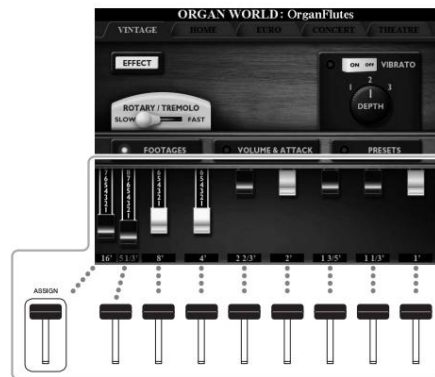 ORGAN WORLD: OrganFlutes
VINTAGE HOME EURO CONCERT THEATRE
EFFECT
ON OFF VIBRATO
1 2 3
DEPTH
ROTARY / TREMOLO
SLOW FAST
FOOTAGES VOLUME & ATTACK PRESETS
16' 5 1/3' 8' 4' 2 2/3' 2' 1 3/5' 1 1/3' 1'
ASSIGN